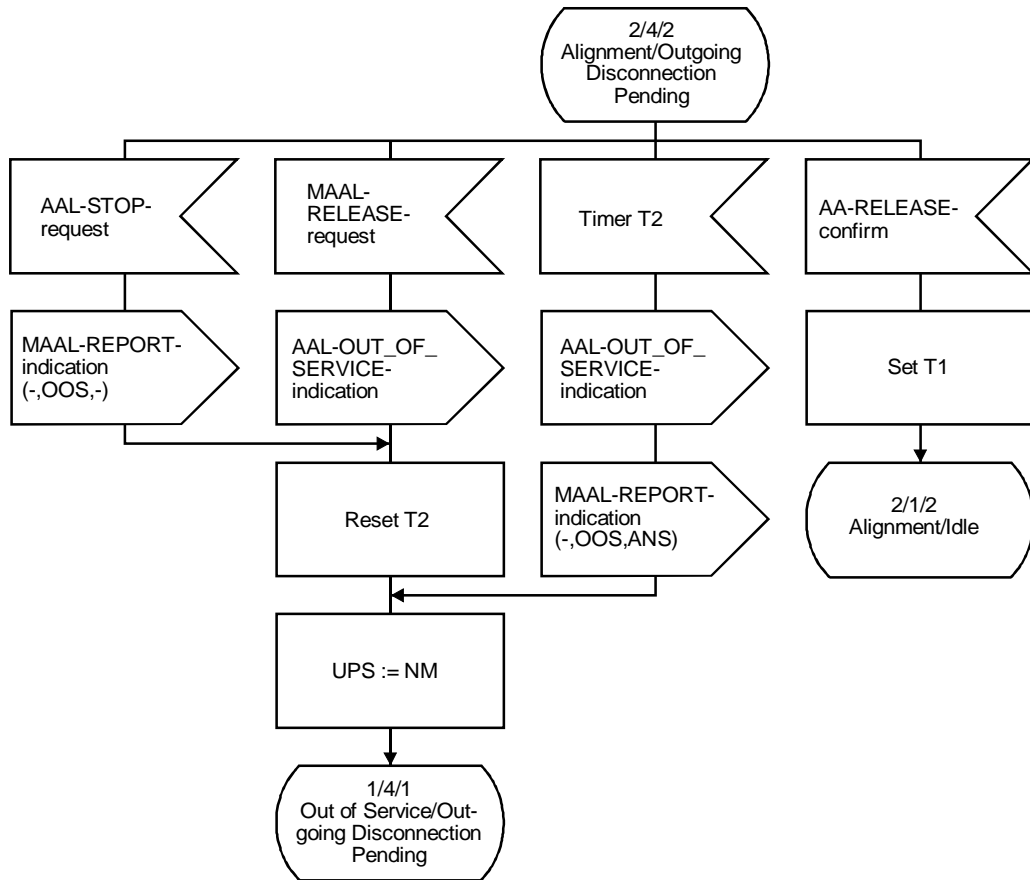 2/4/2
Alignment/Outgoing
Disconnection
Pending
AAL-STOP-
request
MAAL-
RELEASE-
request
Timer T2
AA-RELEASE-
confirm
MAAL-REPORT-
indication
(-,OOS,-)
AAL-OUT_OF_
SERVICE-
indication
AAL-OUT_OF_
SERVICE-
indication
Set T1
Reset T2
MAAL-REPORT-
indication
(-,OOS,ANS)
2/1/2
Alignment/Idle
UPS := NM
1/4/1
Out of Service/Out-
going Disconnection
Pending